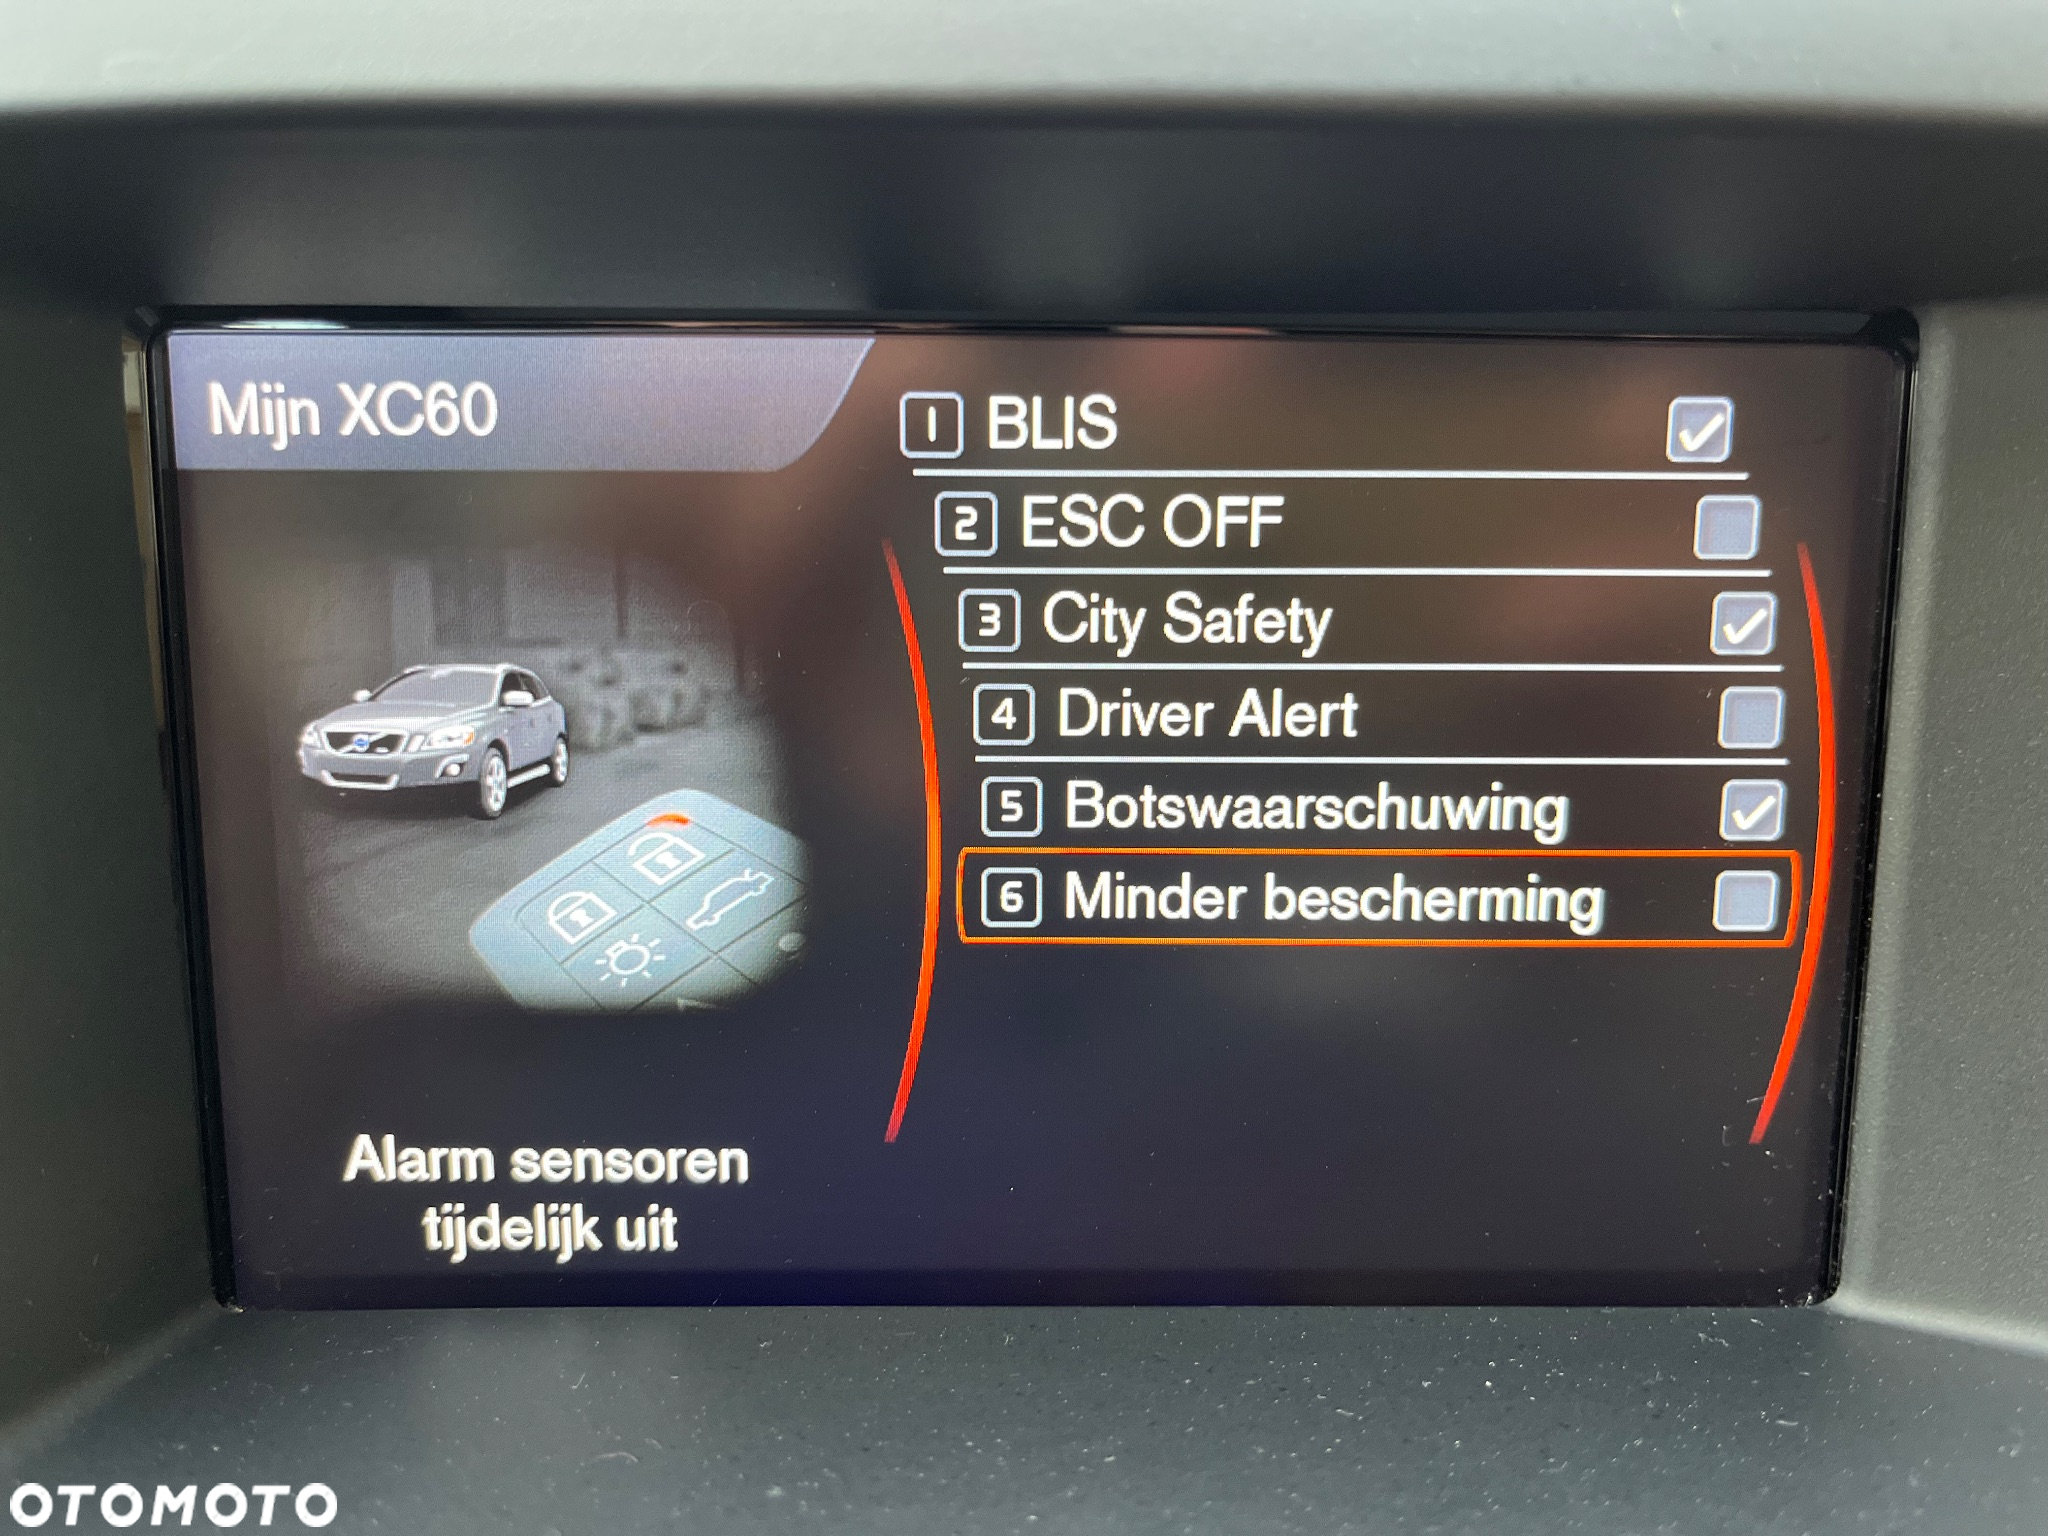 Mijn XC60
1 BLIS
2 ESC OFF
3 City Safety
4 Driver Alert
5 Botswaarschuwing
6 Minder bescherming
Alarm sensoren
tijdelijk uit
OTOMOTO